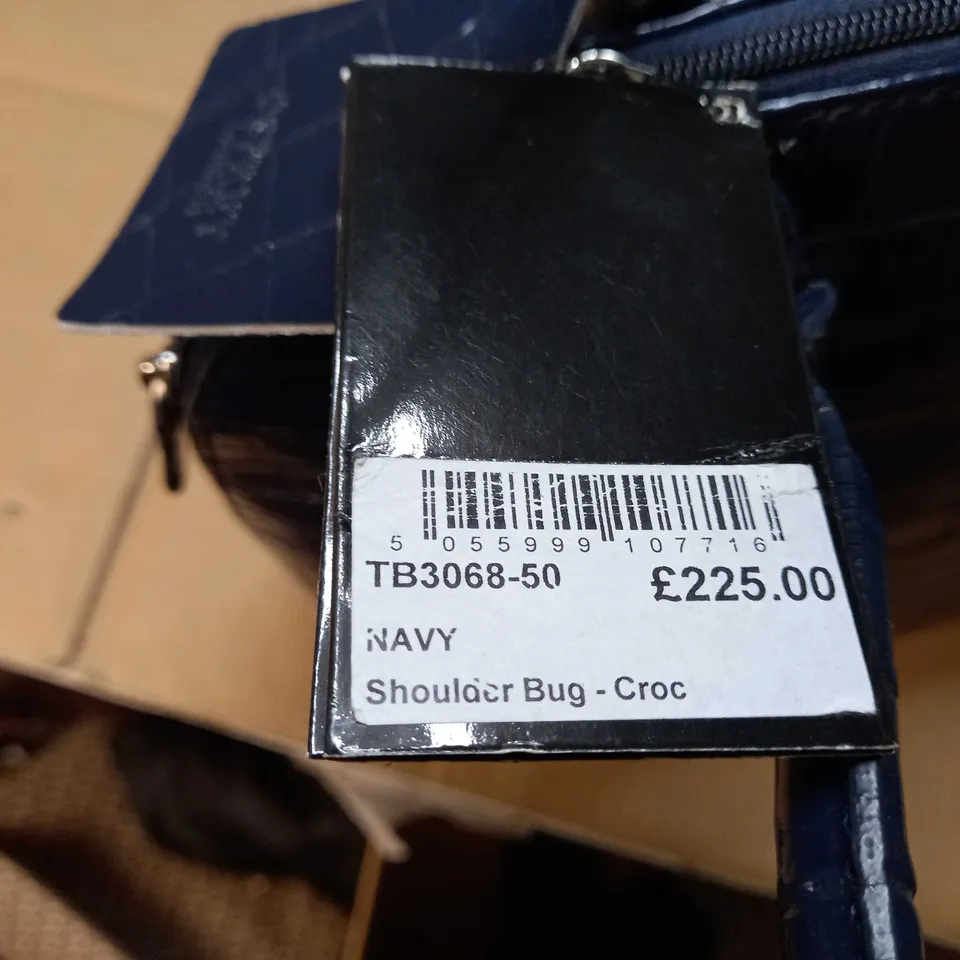 5 055999 107716
TB3068-50 £225.00
NAVY
Shoulder Bug - Croc